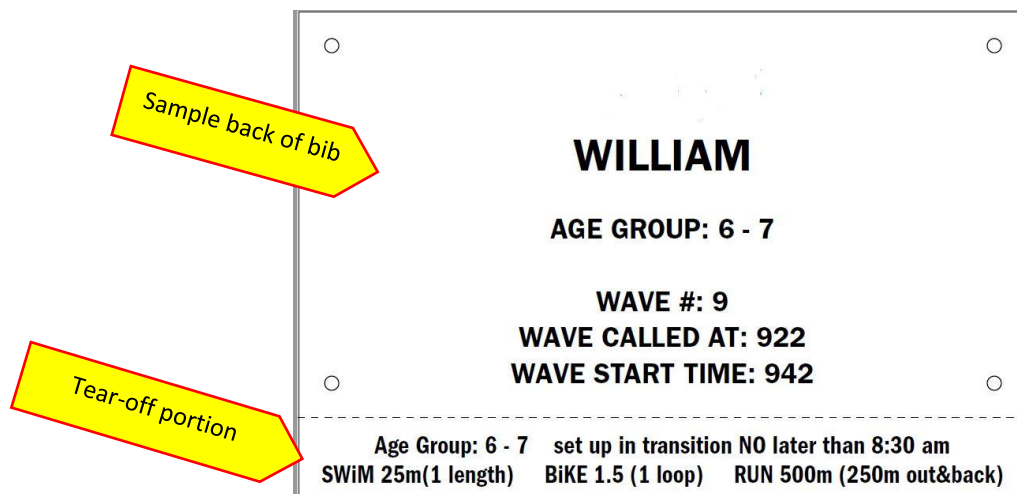 Sample back of bib
WILLIAM
AGE GROUP: 6 - 7
WAVE #: 9
WAVE CALLED AT: 922
WAVE START TIME: 942
Tear-off portion
Age Group: 6 - 7 set up in transition NO later than 8:30 am
SWiM 25m(1 length) BiKE 1.5 (1 loop) RUN 500m (250m out&back)